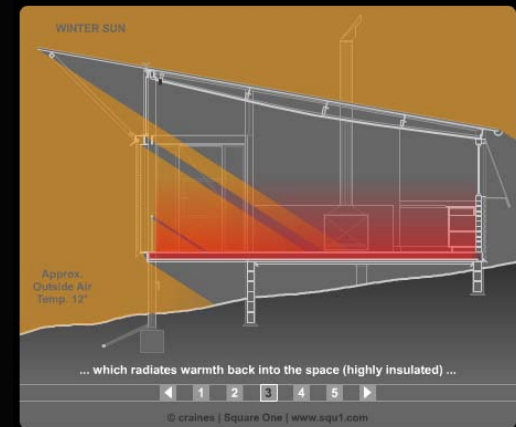 WINTER SUN
Approx.
Outside Air
Temp. 12°
... which radiates warmth back into the space (highly insulated) ...
1 2 3 4 5
© craines | Square One | www.squ1.com